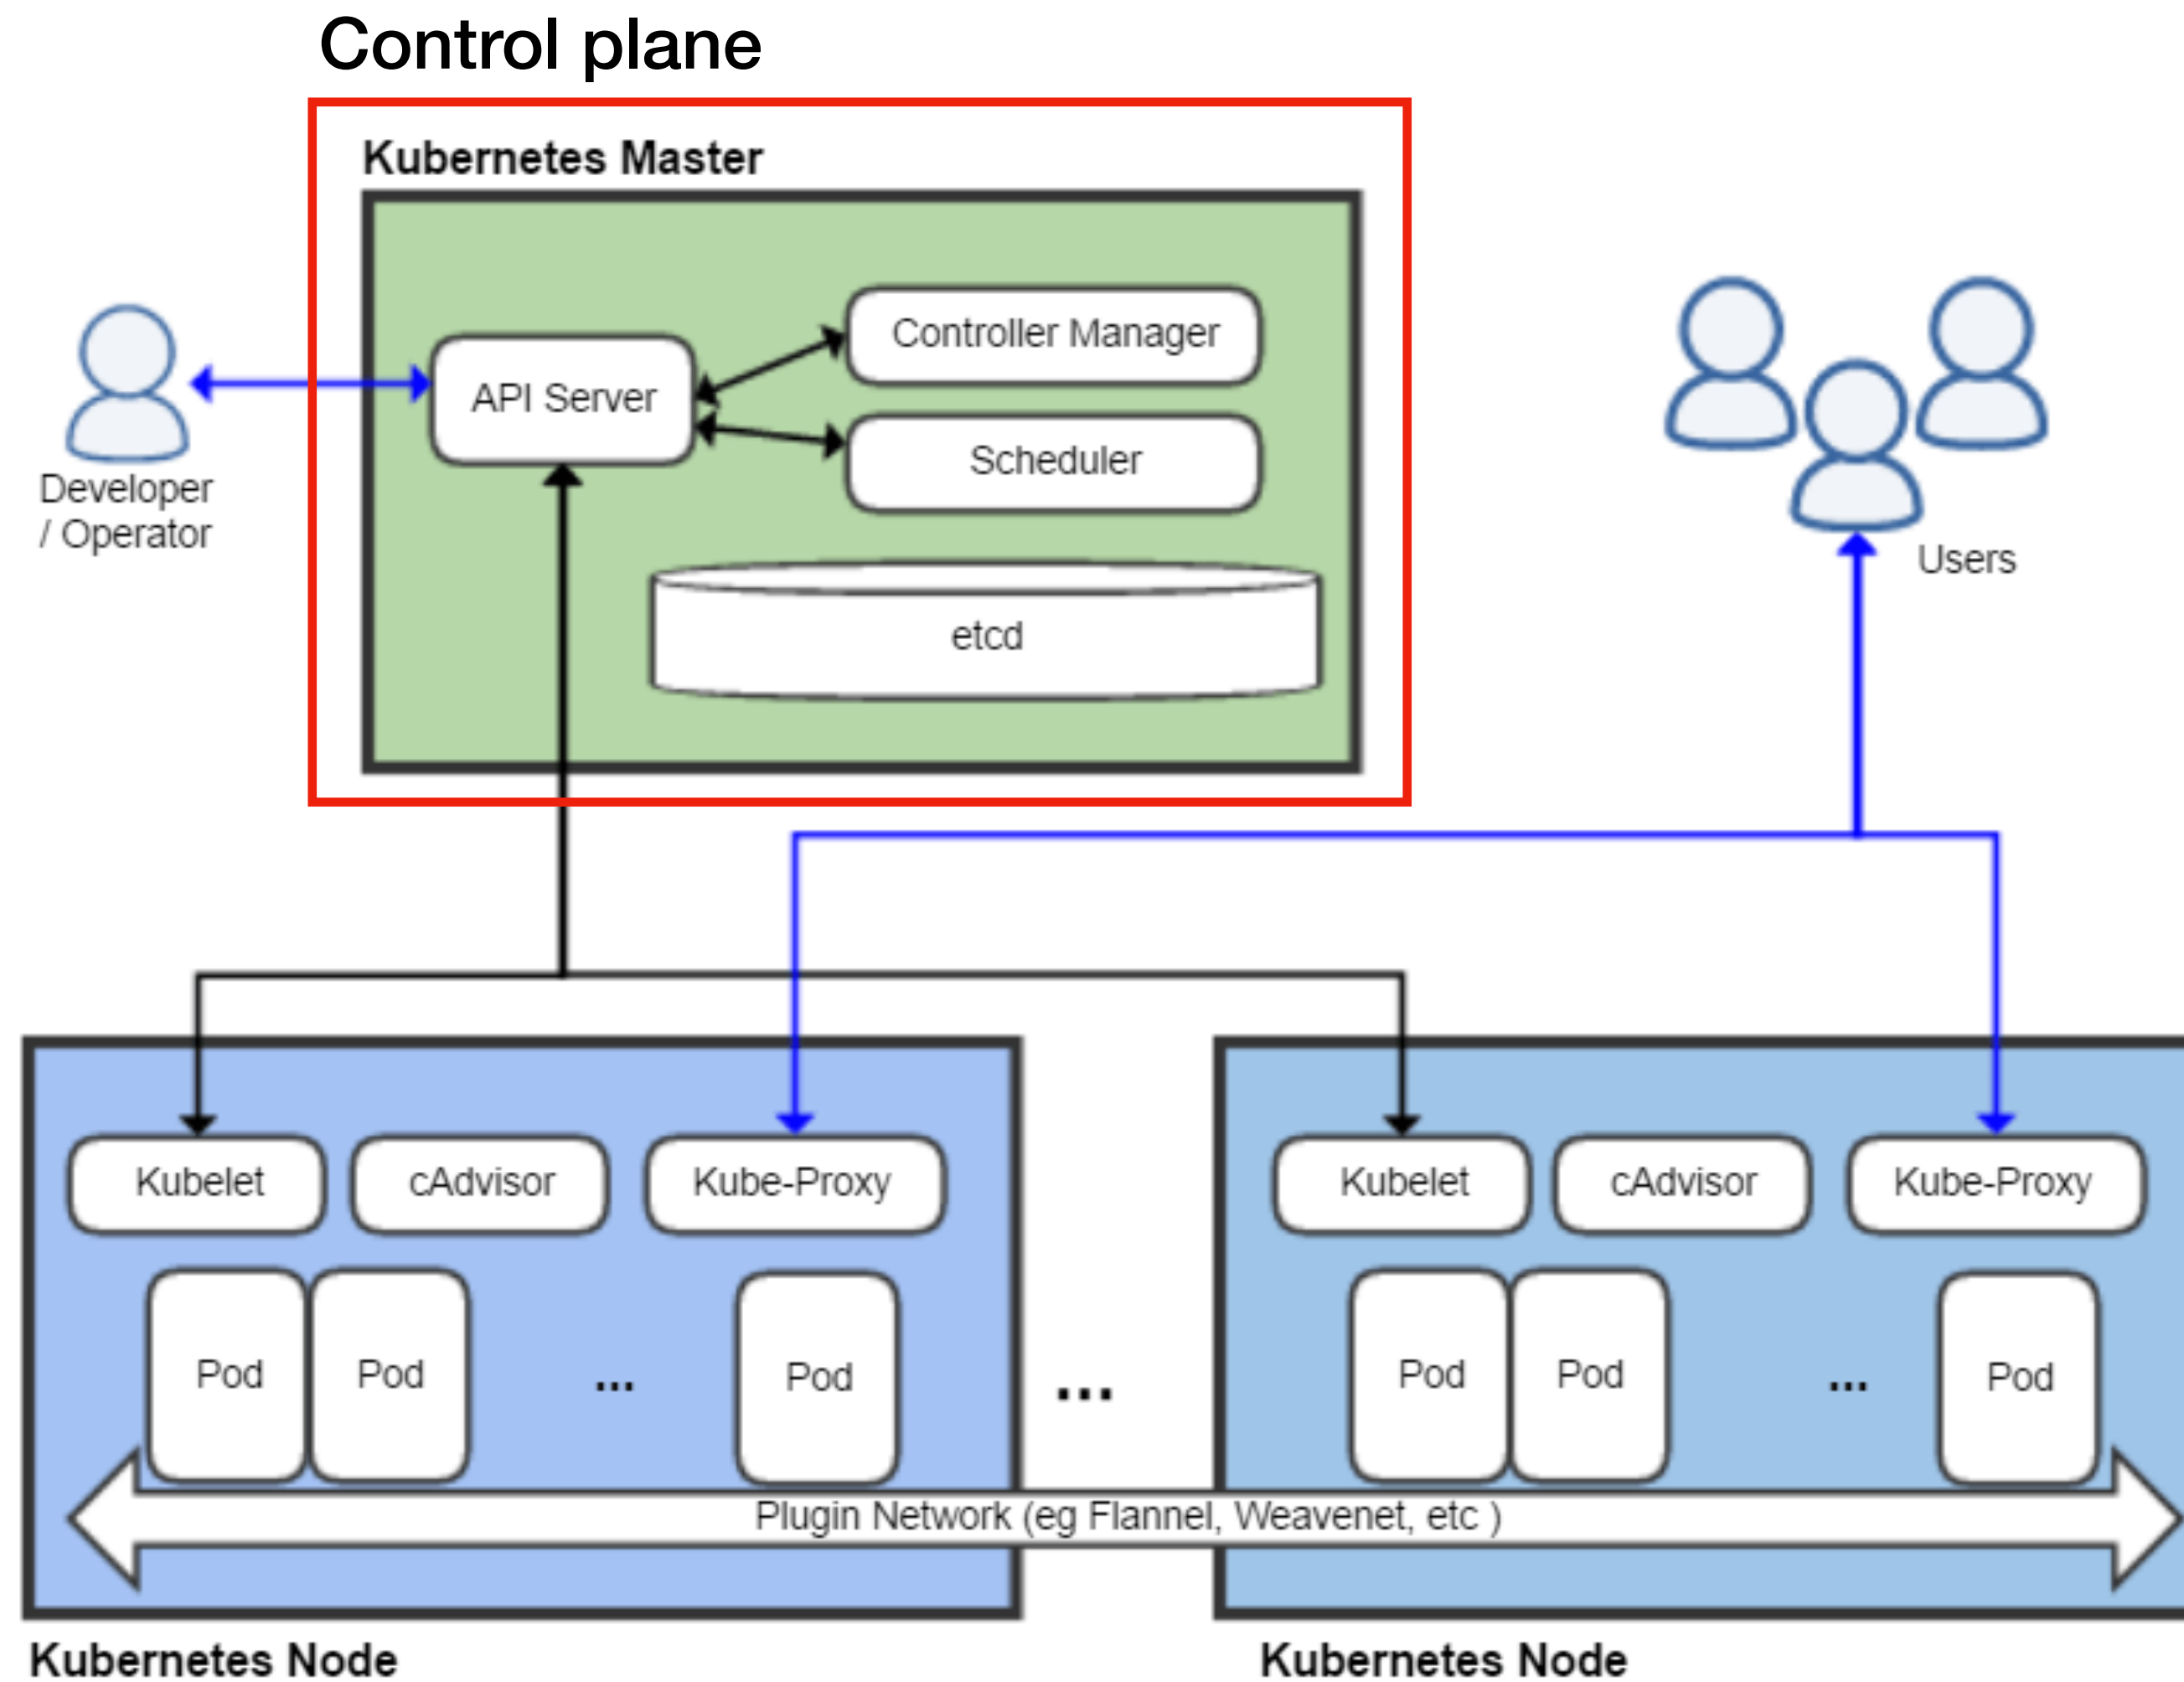 Control plane
Kubernetes Master
Controller Manager
API Server
Scheduler
Developer
/ Operator
Users
etcd
Kubelet
cAdvisor
Kube-Proxy
Kubelet
cAdvisor
Kube-Proxy
Pod
Pod
...
Pod
...
Pod
Pod
...
Pod
Plugin Network (eg Flannel, Weavenet, etc )
Kubernetes Node
Kubernetes Node